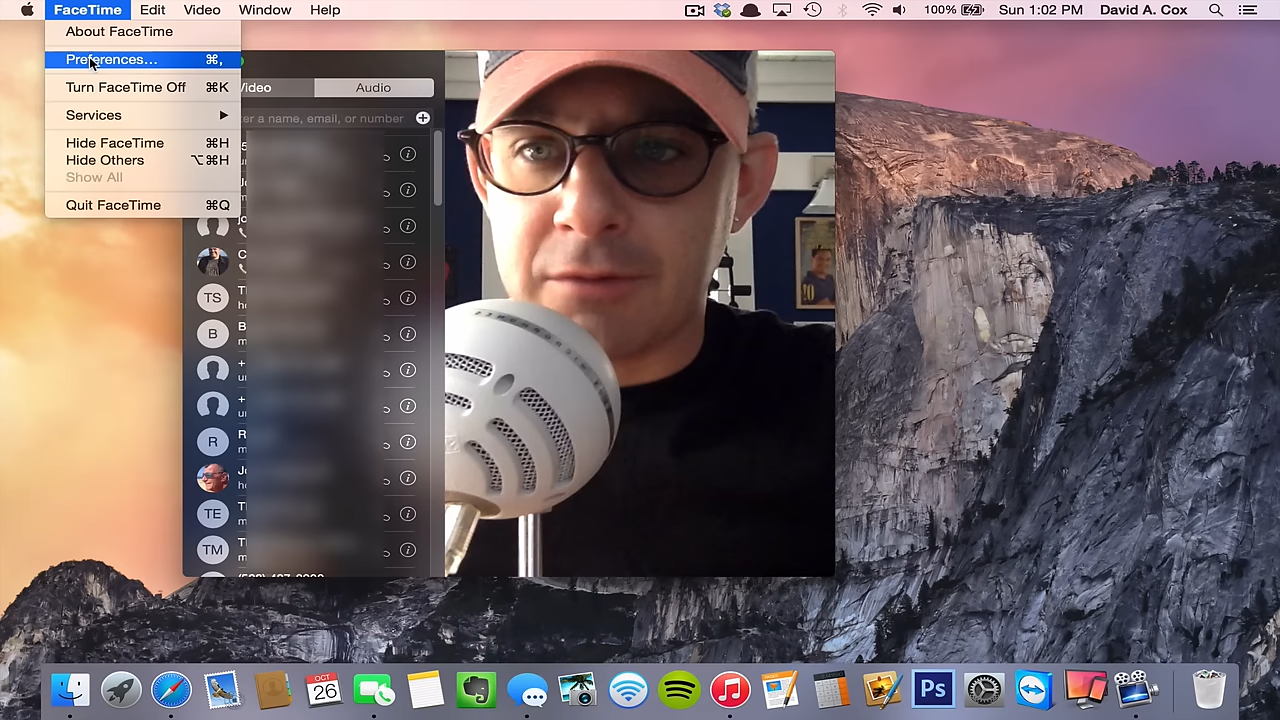 FaceTime Edit Video Window Help 100% Sun 1:02 PM David A. Cox
About FaceTime
Preferences... ⌘,
Turn FaceTime Off ⌘K
Services
Hide FaceTime ⌘H
Hide Others ⌥⌘H
Show All
Quit FaceTime ⌘Q
Video Audio
er a name, email, or number
TS
B
R
TE
TM
OCT
26
Ps